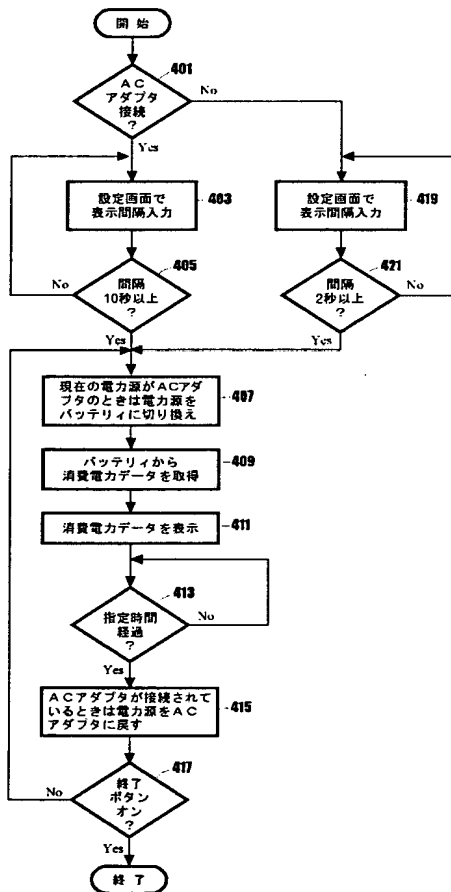 開 始
401
A C
アダプタ
接続
?
No
Yes
設定画面で
表示間隔入力
403
設定画面で
表示間隔入力
419
405
間隔
10秒以上
?
No
Yes
421
間隔
2秒以上
?
No
Yes
現在の電力源がACアダ
プタのときは電力源を
バッテリィに切り換え
407
バッテリィから
消費電力データを取得
409
消費電力データを表示
411
413
指定時間
経過
?
No
Yes
ACアダプタが接続されて
いるときは電力源をAC
アダプタに戻す
415
417
終了
ボタン
オン
?
No
Yes
終 了